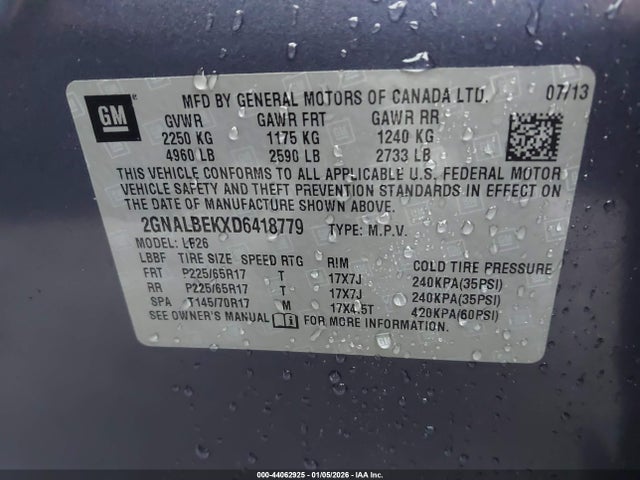 GM
MFD BY GENERAL MOTORS OF CANADA LTD. 07/13
GVWR GAWR FRT GAWR RR
2250 KG 1175 KG 1240 KG
4960 LB 2590 LB 2733 LB
THIS VEHICLE CONFORMS TO ALL APPLICABLE U.S. FEDERAL MOTOR
VEHICLE SAFETY AND THEFT PREVENTION STANDARDS IN EFFECT ON
THE DATE OF MANUFACTURE SHOWN ABOVE.
2GNALBEKXD6418779 TYPE: M.P.V.
MODEL: LF26
LBBF TIRE SIZE SPEED RTG RIM COLD TIRE PRESSURE
FRT P225/65R17 T 17X7J 240KPA(35PSI)
RR P225/65R17 T 17X7J 240KPA(35PSI)
SPA T145/70R17 M 17X4.5T 420KPA(60PSI)
SEE OWNER'S MANUAL FOR MORE INFORMATION.
000-44062925 | 01/05/2026 | IAA Inc.